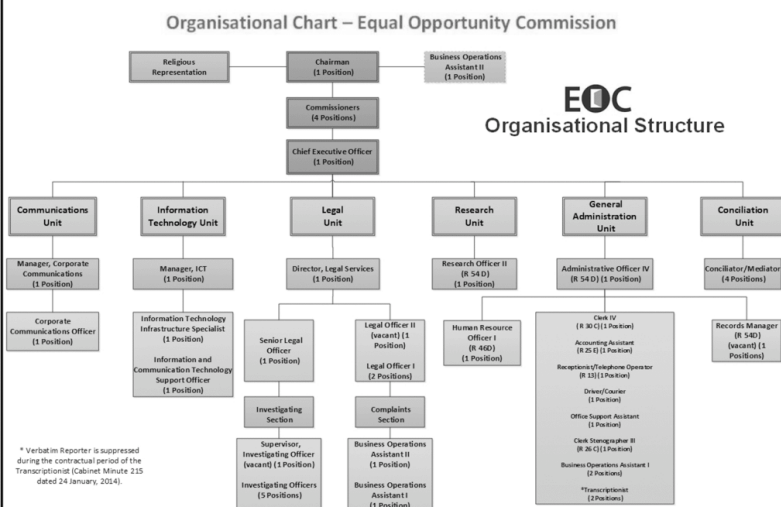 Organisational Chart – Equal Opportunity Commission
Religious
Representation
Chairman
(1 Position)
Business Operations
Assistant II
(1 Position)
EOC
Organisational Structure
Commissioners
(4 Positions)
Chief Executive Officer
(1 Position)
Communications
Unit
Information
Technology Unit
Legal
Unit
Research
Unit
General
Administration
Unit
Conciliation
Unit
Manager, Corporate
Communications
(1 Position)
Manager, ICT
(1 Position)
Director, Legal Services
(1 Position)
Research Officer II
(R 54 D)
(1 Position)
Administrative Officer IV
(R 54 D) (1 Position)
Conciliator/Mediator
(4 Positions)
Corporate
Communications Officer
(1 Position)
Information Technology
Infrastructure Specialist
(1 Position)
Information and
Communication Technology
Support Officer
(1 Position)
Senior Legal
Officer
(1 Position)
Legal Officer II
(vacant) (1
Position)
Legal Officer I
(2 Positions)
Human Resource
Officer I
(R 46D)
(1 Position)
Clerk IV
(R 30 C) (1 Position)
Accounting Assistant
(R 25 E) (1 Position)
Receptionist/Telephone Operator
(R 13) (1 Position)
Driver/Courier
(1 Position)
Office Support Assistant
(1 Position)
Clerk Stenographer III
(R 26 C) (1 Position)
Business Operations Assistant I
(2 Positions)
*Transcriptionist
(2 Positions)
Records Manager
(R 54D)
(vacant) (1
Positions)
Investigating
Section
Complaints
Section
Supervisor,
Investigating Officer
(vacant) (1 Position)
Investigating Officers
(5 Positions)
Business Operations
Assistant II
(1 Position)
Business Operations
Assistant I
(1 Position)
* Verbatim Reporter is suppressed
during the contractual period of the
Transcriptionist (Cabinet Minute 215
dated 24 January, 2014).